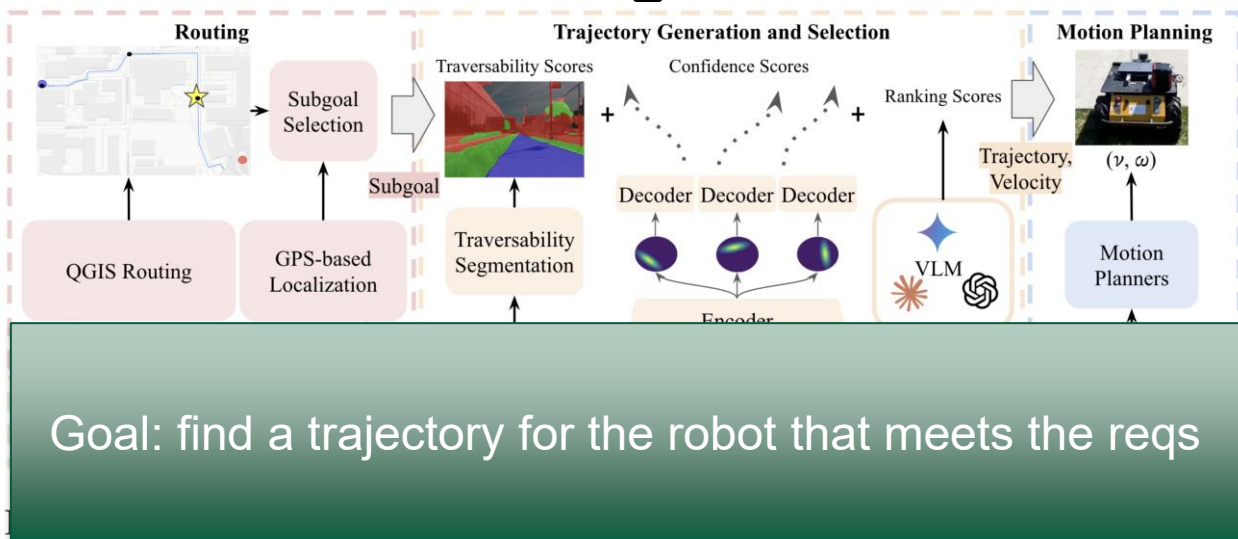 Routing
Trajectory Generation and Selection
Motion Planning
Traversability Scores
Confidence Scores
Ranking Scores
Subgoal
Selection
+
+
Subgoal
Trajectory,
Velocity
(ν, ω)
Decoder
Decoder
Decoder
QGIS Routing
GPS-based
Localization
Traversability
Segmentation
VLM
Motion
Planners
Encoder
Goal: find a trajectory for the robot that meets the reqs